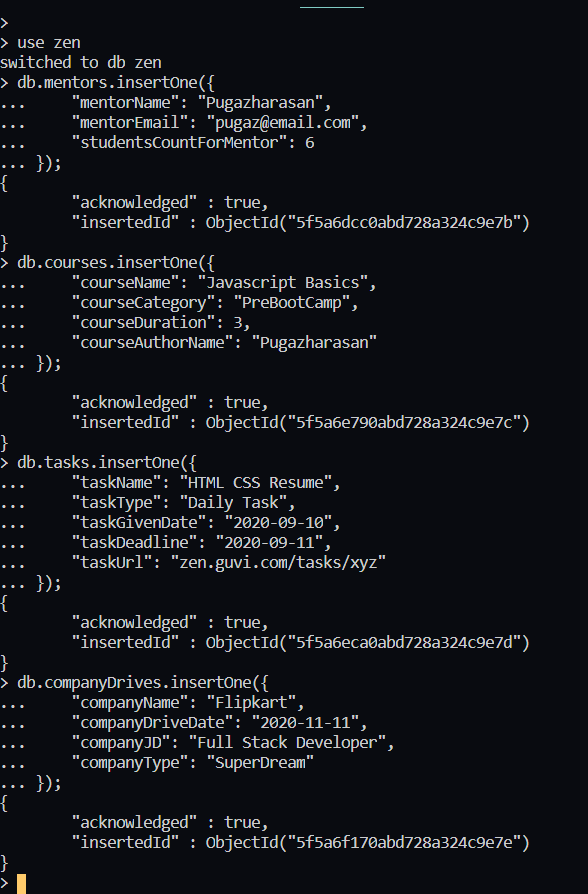 >
> use zen
switched to db zen
> db.mentors.insertOne({
...     "mentorName": "Pugazharasan",
...     "mentorEmail": "pugaz@email.com",
...     "studentsCountForMentor": 6
... });
{
        "acknowledged" : true,
        "insertedId" : ObjectId("5f5a6dcc0abd728a324c9e7b")
}
> db.courses.insertOne({
...     "courseName": "Javascript Basics",
...     "courseCategory": "PreBootCamp",
...     "courseDuration": 3,
...     "courseAuthorName": "Pugazharasan"
... });
{
        "acknowledged" : true,
        "insertedId" : ObjectId("5f5a6e790abd728a324c9e7c")
}
> db.tasks.insertOne({
...     "taskName": "HTML CSS Resume",
...     "taskType": "Daily Task",
...     "taskGivenDate": "2020-09-10",
...     "taskDeadline": "2020-09-11",
...     "taskUrl": "zen.guvi.com/tasks/xyz"
... });
{
        "acknowledged" : true,
        "insertedId" : ObjectId("5f5a6eca0abd728a324c9e7d")
}
> db.companyDrives.insertOne({
...     "companyName": "Flipkart",
...     "companyDriveDate": "2020-11-11",
...     "companyJD": "Full Stack Developer",
...     "companyType": "SuperDream"
... });
{
        "acknowledged" : true,
        "insertedId" : ObjectId("5f5a6f170abd728a324c9e7e")
}
>